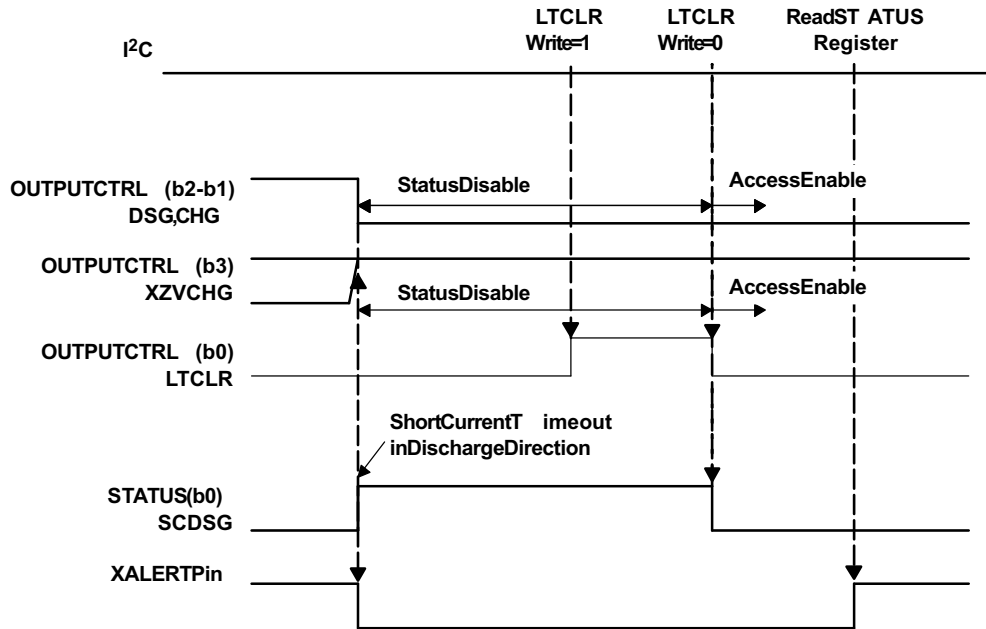 LTCLR LTCLR ReadST ATUS
Write=1 Write=0 Register
I²C
OUTPUTCTRL (b2-b1) StatusDisable AccessEnable
DSG,CHG
OUTPUTCTRL (b3)
XZVCHG StatusDisable AccessEnable
OUTPUTCTRL (b0)
LTCLR
ShortCurrentT imeout
inDischargeDirection
STATUS(b0)
SCDSG
XALERTPin